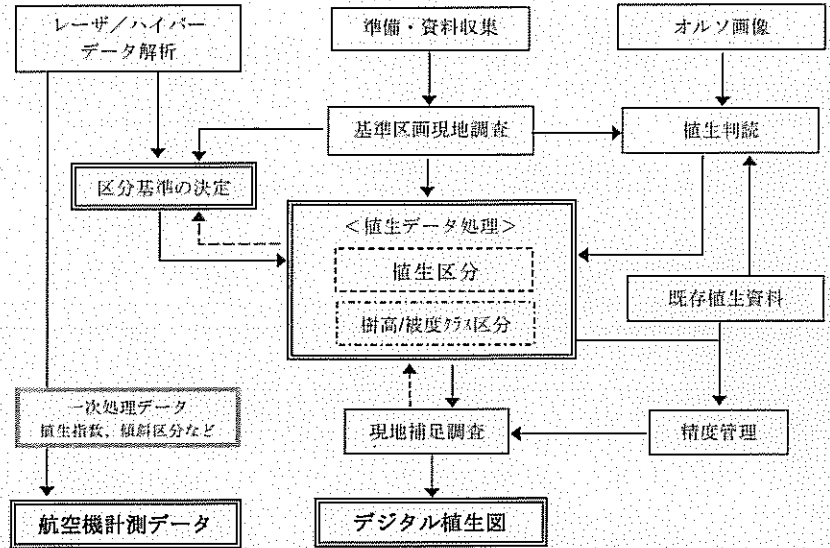 レーザ／ハイパー
データ解析
準備・資料収集
オルソ画像
基準区画現地調査
植生判読
区分基準の決定
＜植生データ処理＞
植生区分
樹高/被度クラス区分
既存植生資料
一次処理データ
植生指数、傾斜区分など
現地補足調査
精度管理
航空機計測データ
デジタル植生図